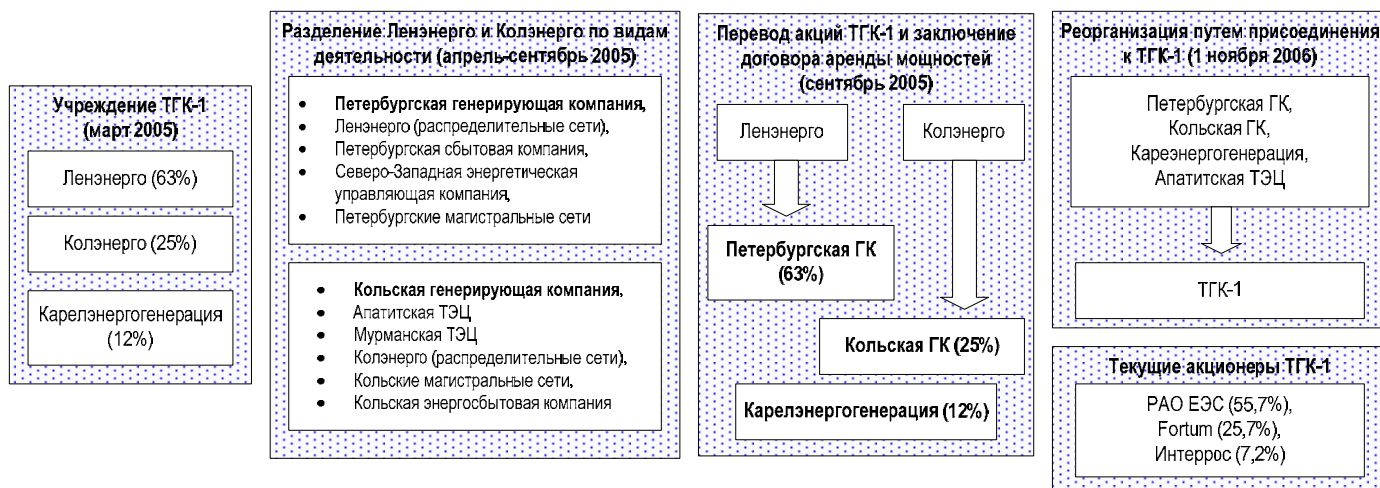 Учреждение ТГК-1
(март 2005)
Ленэнерго (63%)
Колэнерго (25%)
Карелэнергогенерация
(12%)
Разделение Ленэнерго и Колэнерго по видам
деятельности (апрель-сентябрь 2005)
• Петербургская генерирующая компания,
• Ленэнерго (распределительные сети),
• Петербургская сбытовая компания,
• Северо-Западная энергетическая
управляющая компания,
• Петербургские магистральные сети
• Кольская генерирующая компания,
• Апатитская ТЭЦ
• Мурманская ТЭЦ
• Колэнерго (распределительные сети),
• Кольские магистральные сети,
• Кольская энергосбытовая компания
Перевод акций ТГК-1 и заключение
договора аренды мощностей
(сентябрь 2005)
Ленэнерго
Колэнерго
Петербургская ГК
(63%)
Кольская ГК (25%)
Карелэнергогенерация (12%)
Реорганизация путем присоединения
к ТГК-1 (1 ноября 2006)
Петербургская ГК,
Кольская ГК,
Кареэнергогенерация,
Апатитская ТЭЦ
ТГК-1
Текущие акционеры ТГК-1
РАО ЕЭС (55,7%),
Fortum (25,7%),
Интеррос (7,2%)